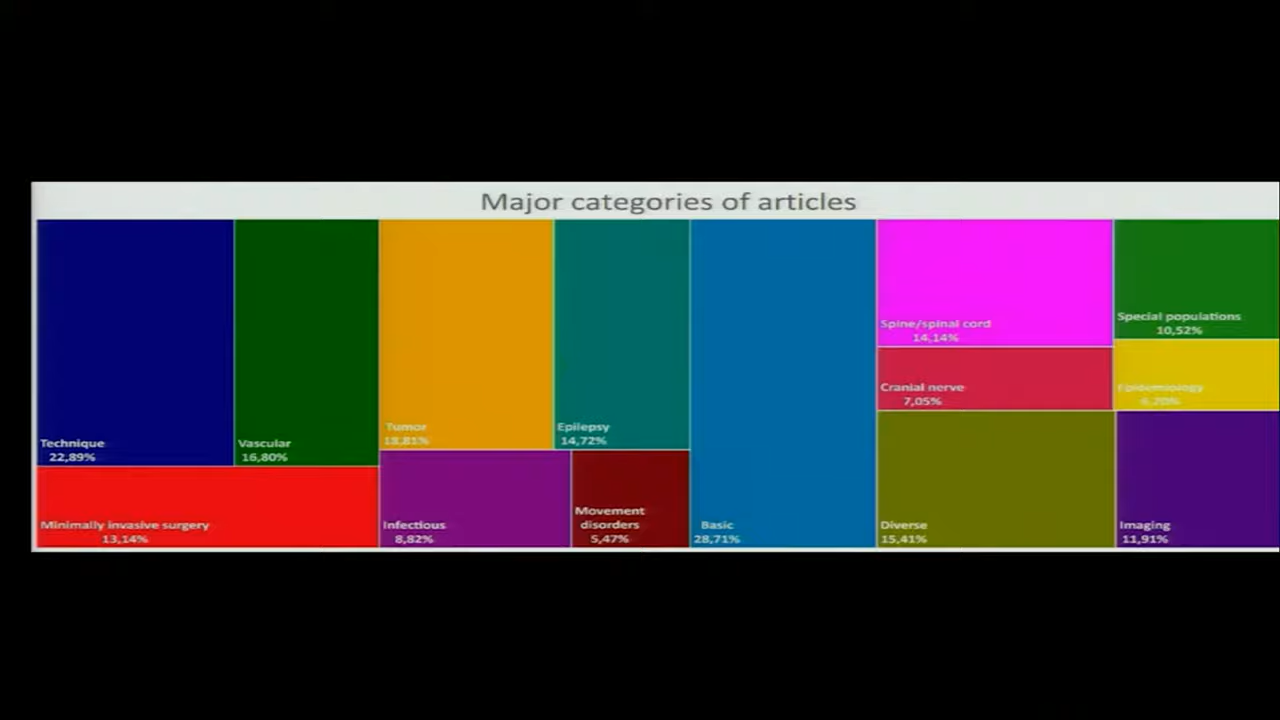 Major categories of articles
Technique
22,89%
Vascular
16,80%
Minimally invasive surgery
13,14%
Tumor
18,81%
Epilepsy
14,72%
Infectious
8,82%
Movement
disorders
5,47%
Basic
28,71%
Spine/spinal cord
14,14%
Cranial nerve
7,05%
Diverse
15,41%
Special populations
10,52%
Epidemiology
Imaging
11,91%